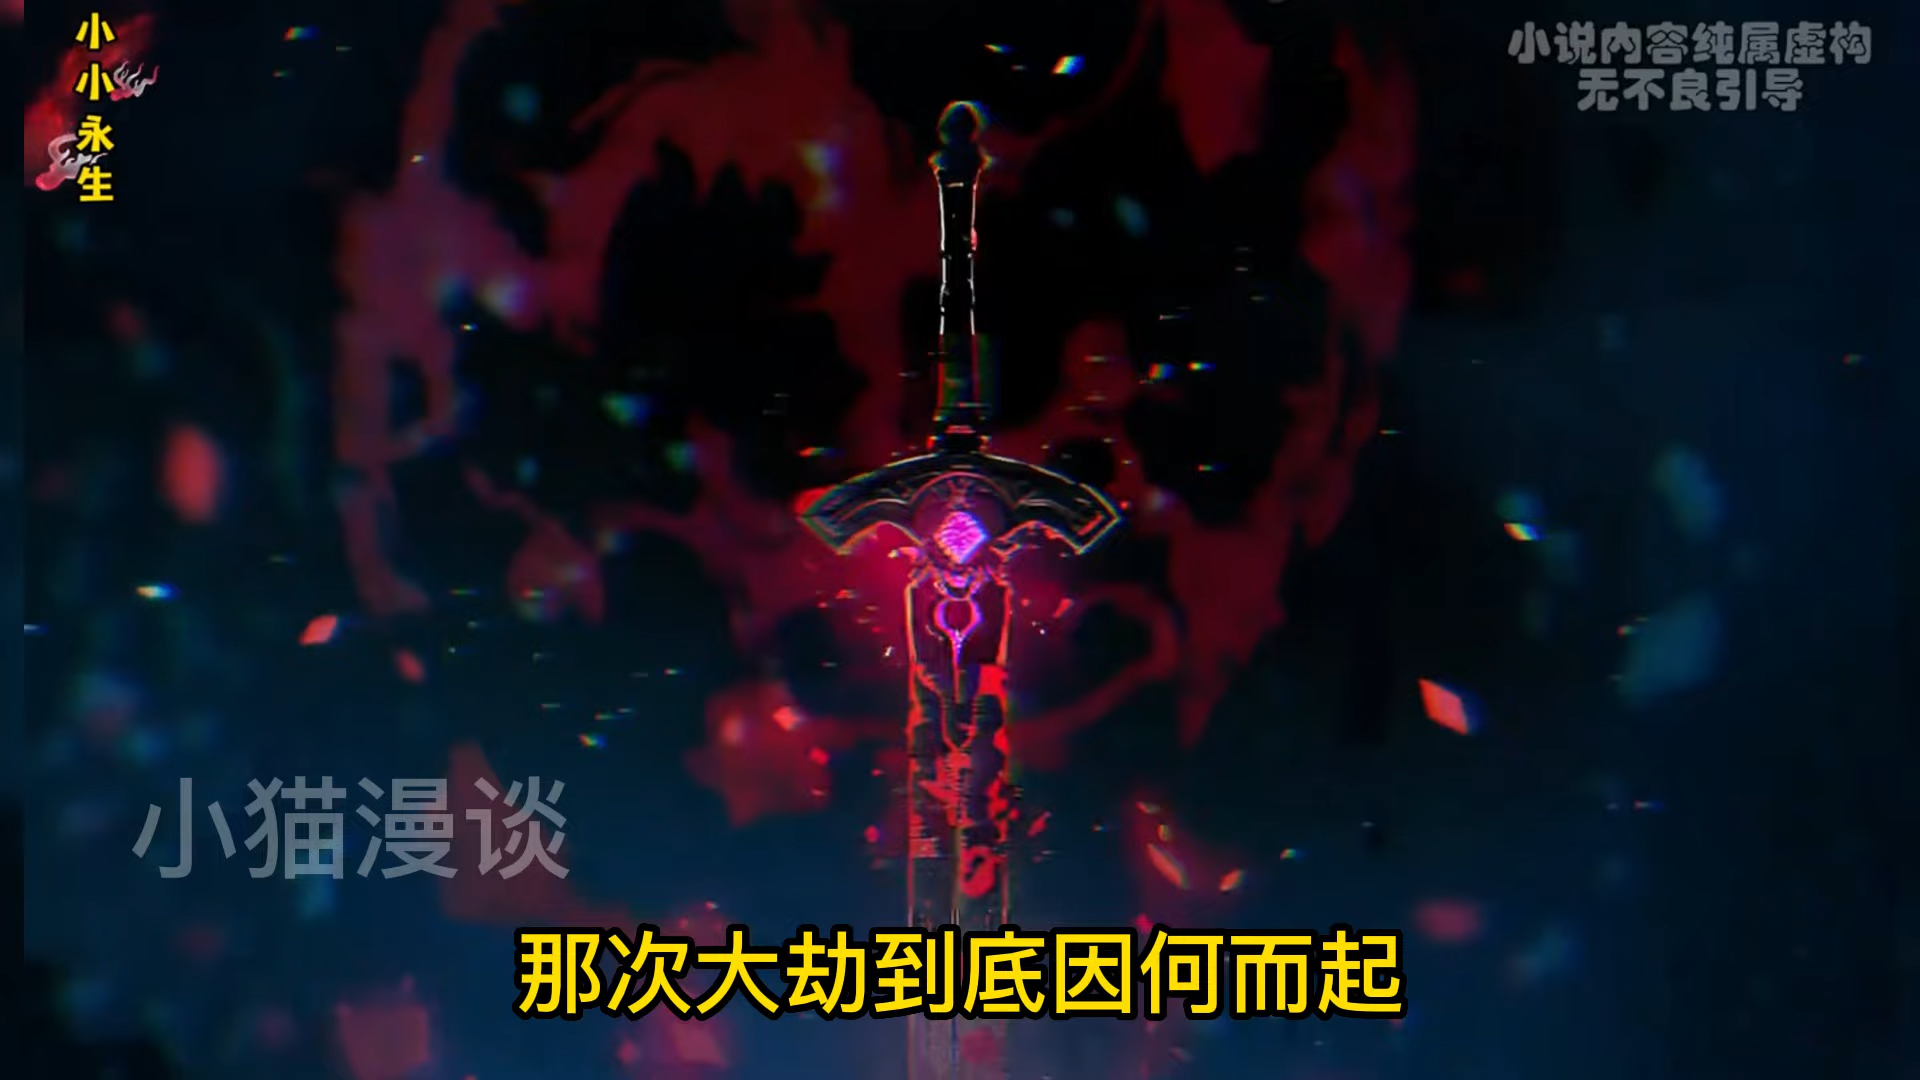 小小永生
小说内容纯属虚构
无不良引导
小猫漫谈
那次大劫到底因何而起